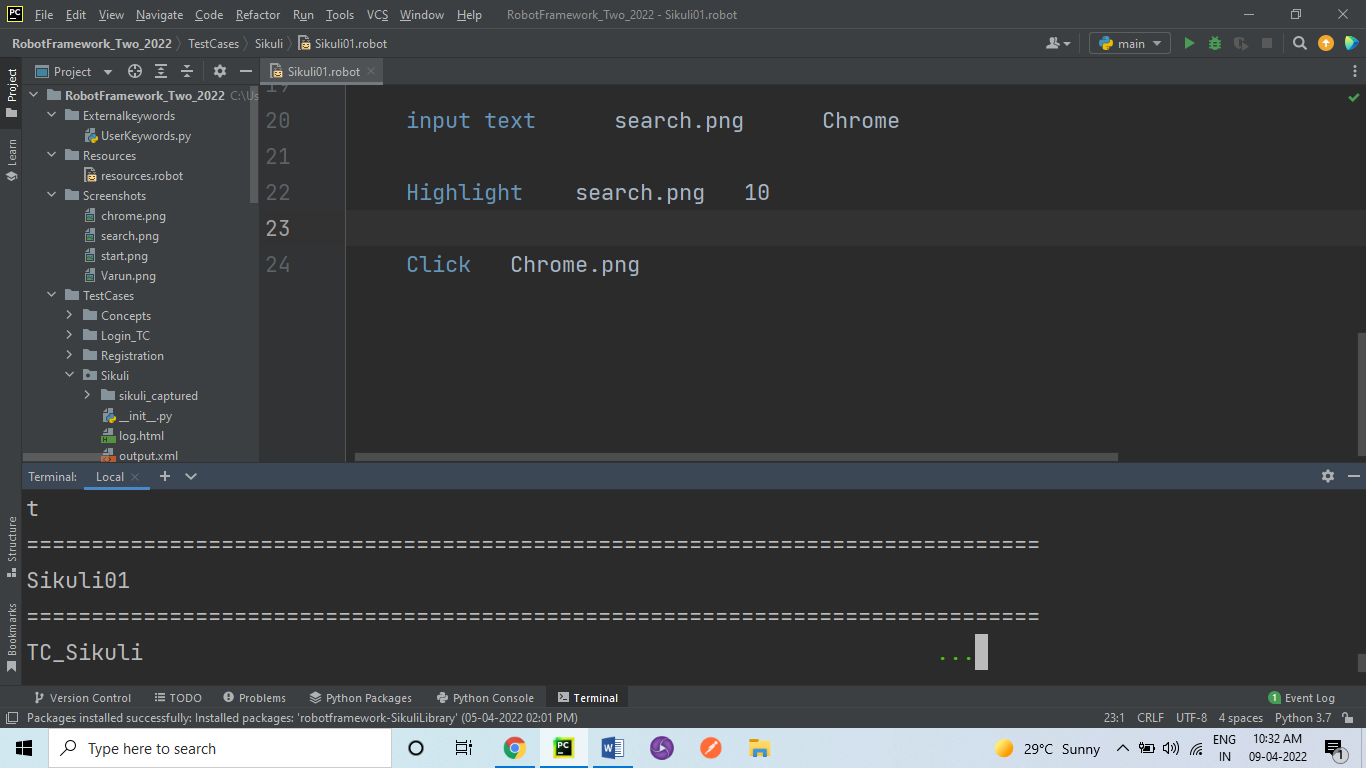 File Edit View Navigate Code Refactor Run Tools VCS Window Help RobotFramework_Two_2022 - Sikuli01.robot
RobotFramework_Two_2022 TestCases Sikuli Sikuli01.robot main
Project Sikuli01.robot
Project
Learn
RobotFramework_Two_2022 C:\Us
Externalkeywords
UserKeywords.py
Resources
resources.robot
Screenshots
chrome.png
search.png
start.png
Varun.png
TestCases
Concepts
Login_TC
Registration
Sikuli
sikuli_captured
__init__.py
log.html
output.xml
19
20 input text search.png Chrome
21
22 Highlight search.png 10
23
24 Click Chrome.png
Terminal: Local
Structure
Bookmarks
t
==============================================================================
Sikuli01
==============================================================================
TC_Sikuli ...
Version Control TODO Problems Python Packages Python Console Terminal 1 Event Log
Packages installed successfully: Installed packages: 'robotframework-SikuliLibrary' (05-04-2022 02:01 PM) 23:1 CRLF UTF-8 4 spaces Python 3.7
Type here to search 29°C Sunny ENG IN 10:32 AM 09-04-2022 1